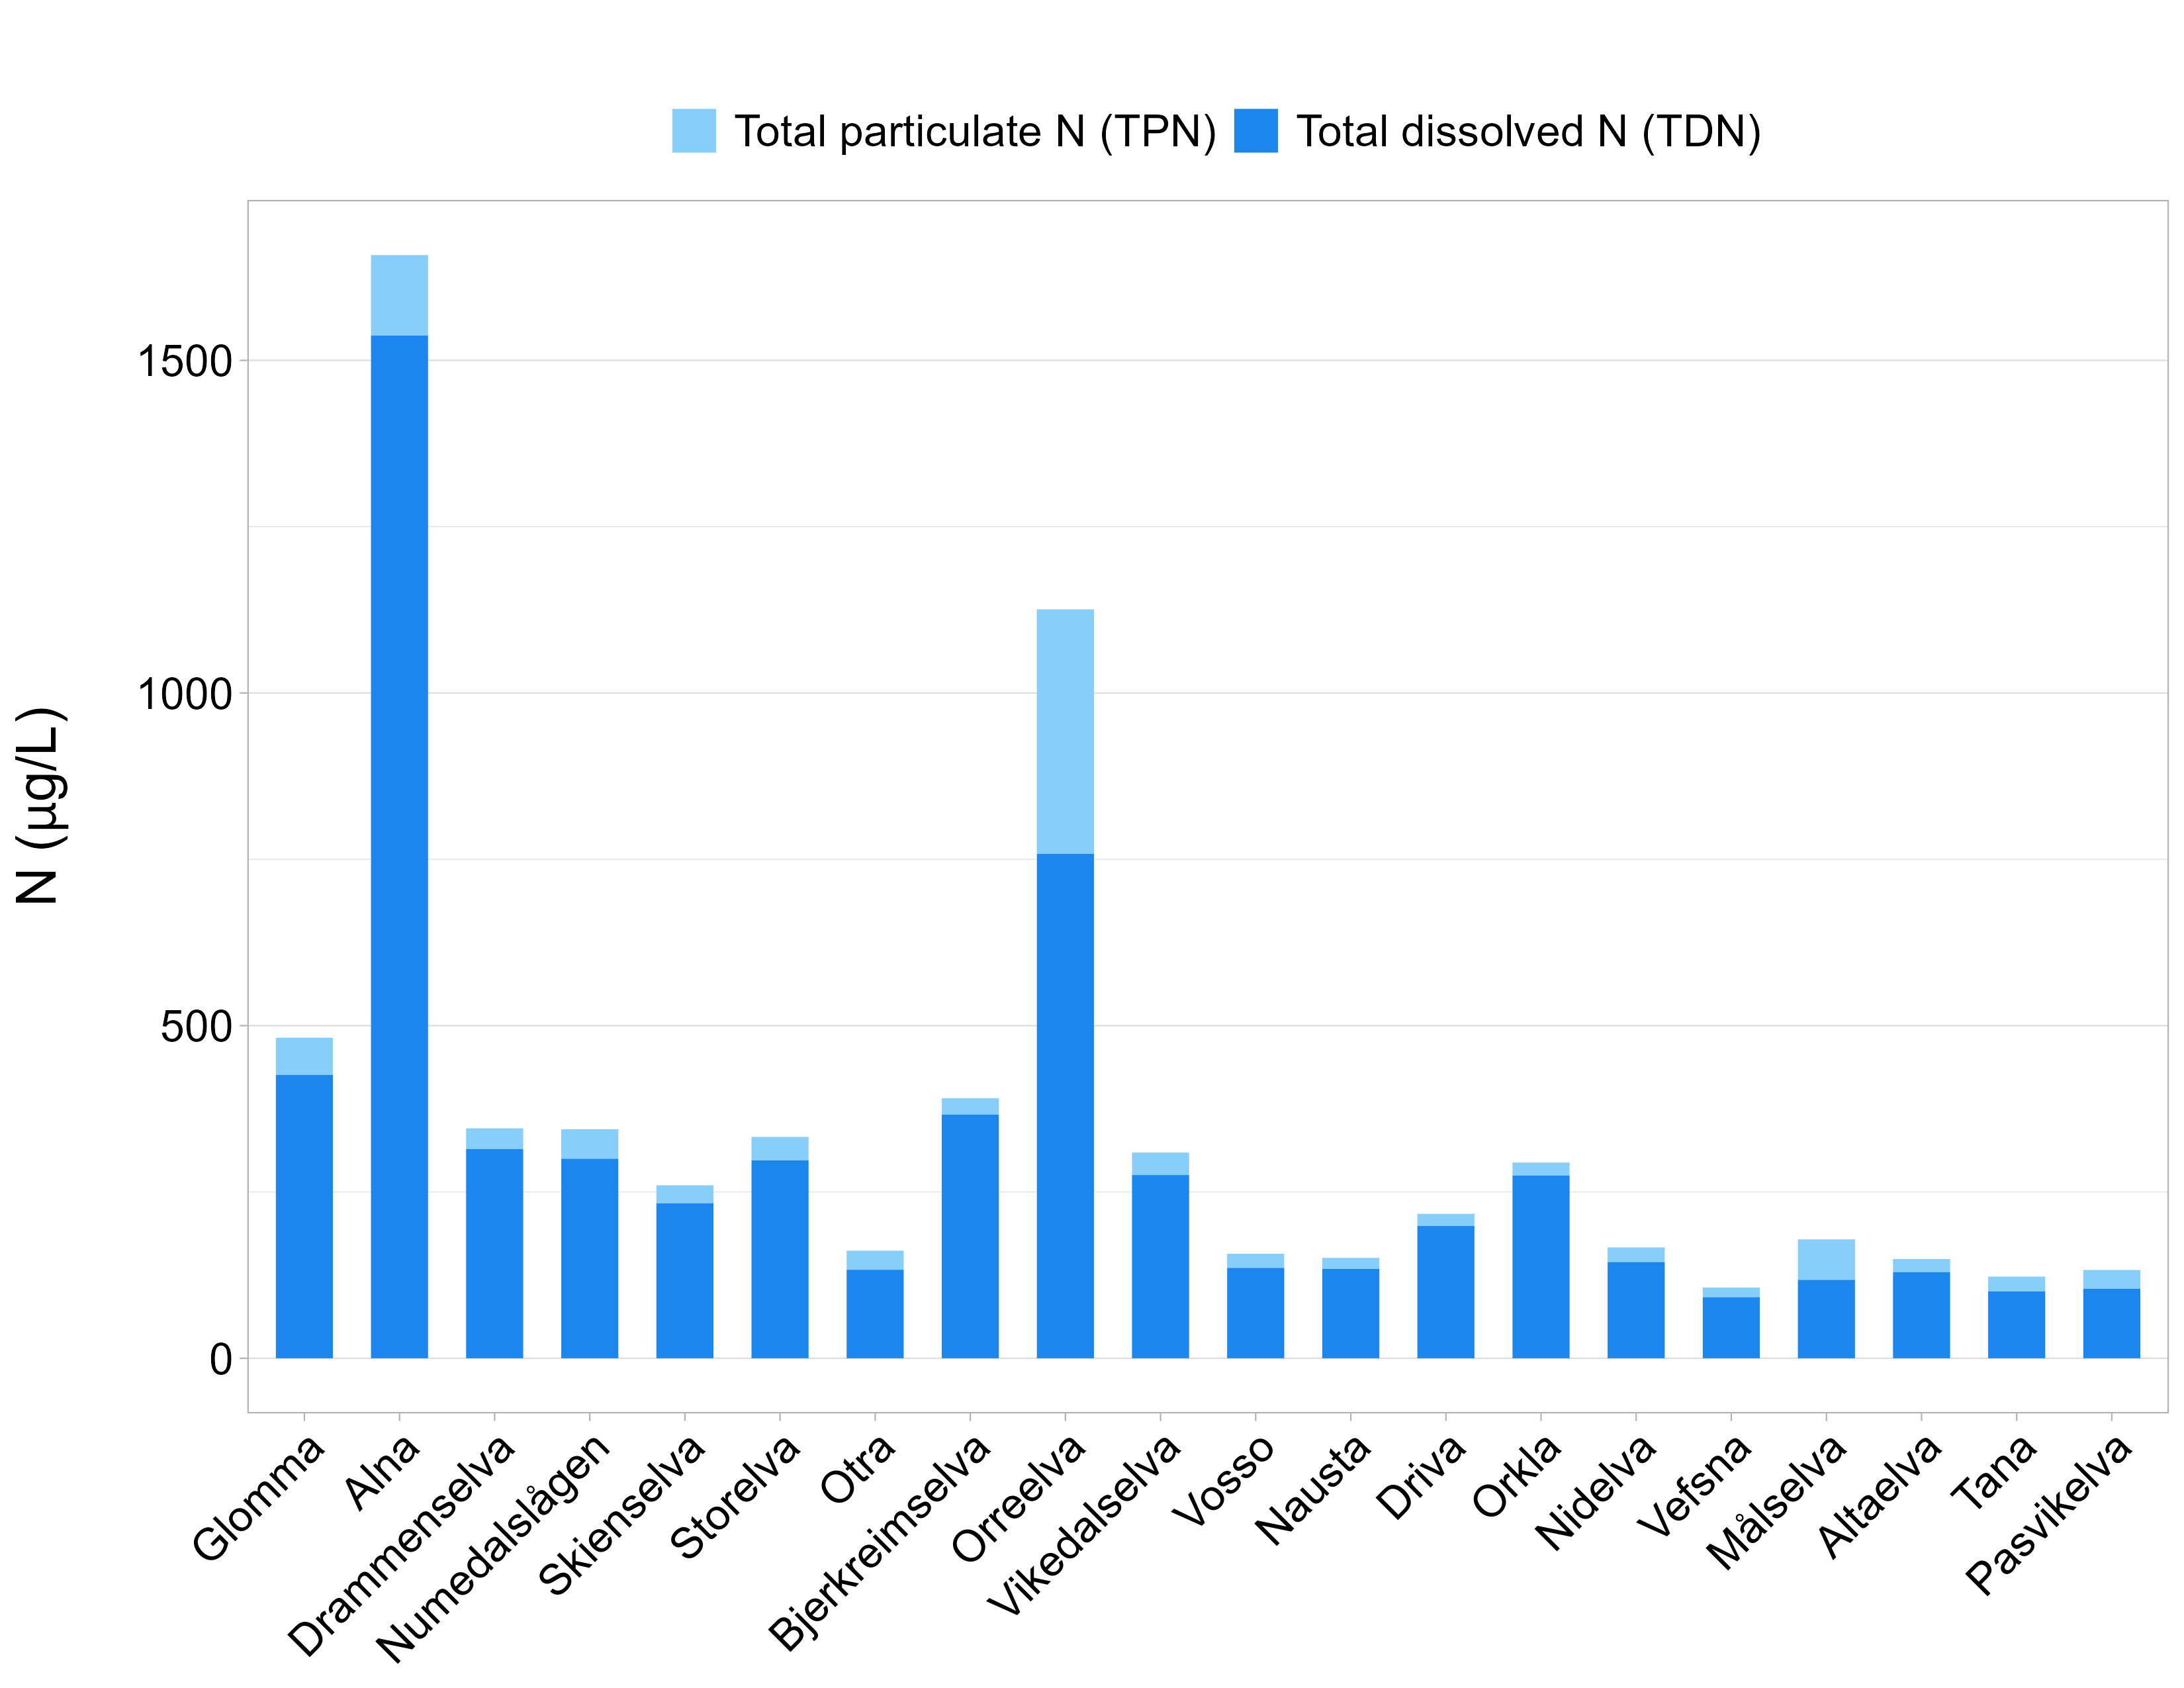 Total particulate N (TPN) Total dissolved N (TDN)
N (µg/L)
1500
1000
500
0
Glomma
Alna
Drammenselva
Numedalslågen
Skienselva
Storelva
Otra
Bjerkreimselva
Orreelva
Vikedalselva
Vosso
Nausta
Driva
Orkla
Nidelva
Vefsna
Målselva
Altaelva
Tana
Pasvikelva